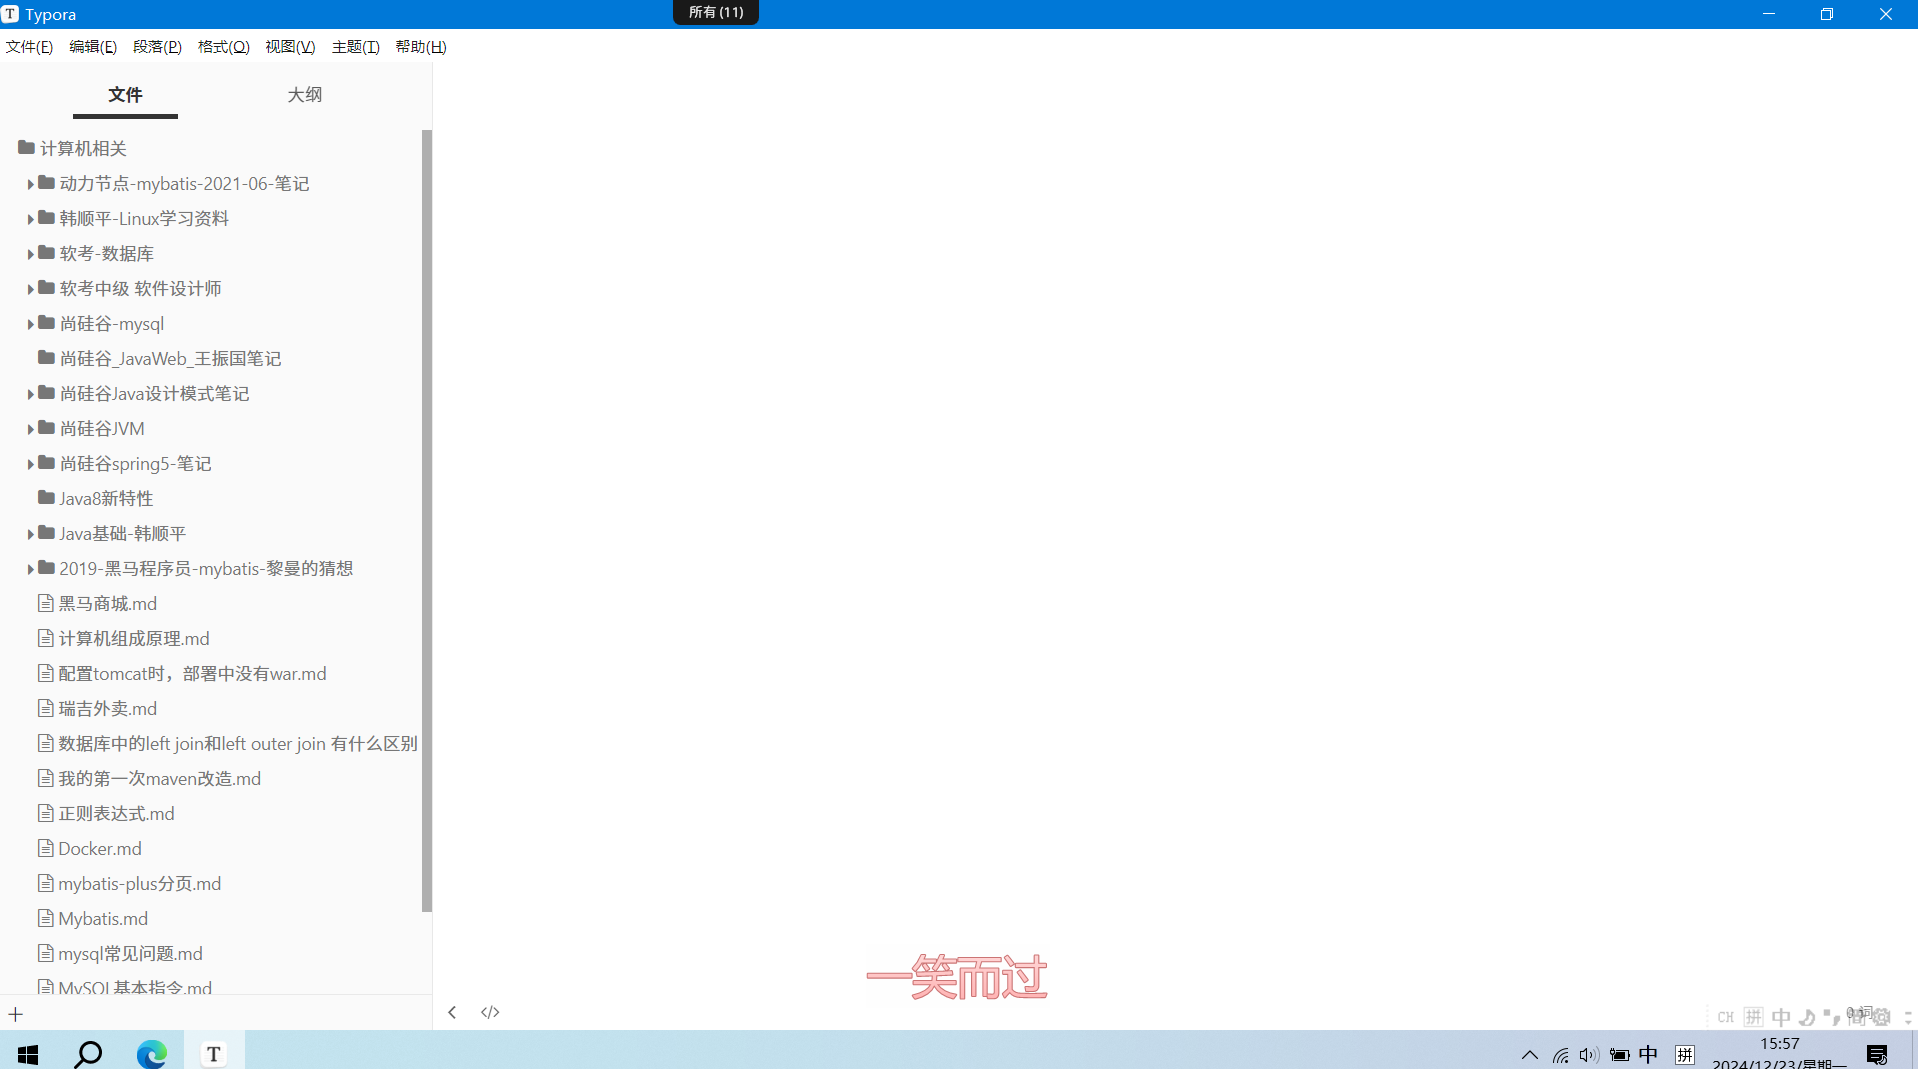 Typora
所有 (11)
文件(F) 编辑(E) 段落(P) 格式(O) 视图(V) 主题(T) 帮助(H)
文件 大纲
计算机相关
动力节点-mybatis-2021-06-笔记
韩顺平-Linux学习资料
软考-数据库
软考中级 软件设计师
尚硅谷-mysql
尚硅谷_JavaWeb_王振国笔记
尚硅谷Java设计模式笔记
尚硅谷JVM
尚硅谷spring5-笔记
Java8新特性
Java基础-韩顺平
2019-黑马程序员-mybatis-黎曼的猜想
黑马商城.md
计算机组成原理.md
配置tomcat时，部署中没有war.md
瑞吉外卖.md
数据库中的left join和left outer join 有什么区别
我的第一次maven改造.md
正则表达式.md
Docker.md
mybatis-plus分页.md
Mybatis.md
mysql常见问题.md
MySQL基本指令.md
一笑而过
</>
CH 拼 中 简
0 词
T
中 拼
15:57
2024/12/23/星期一